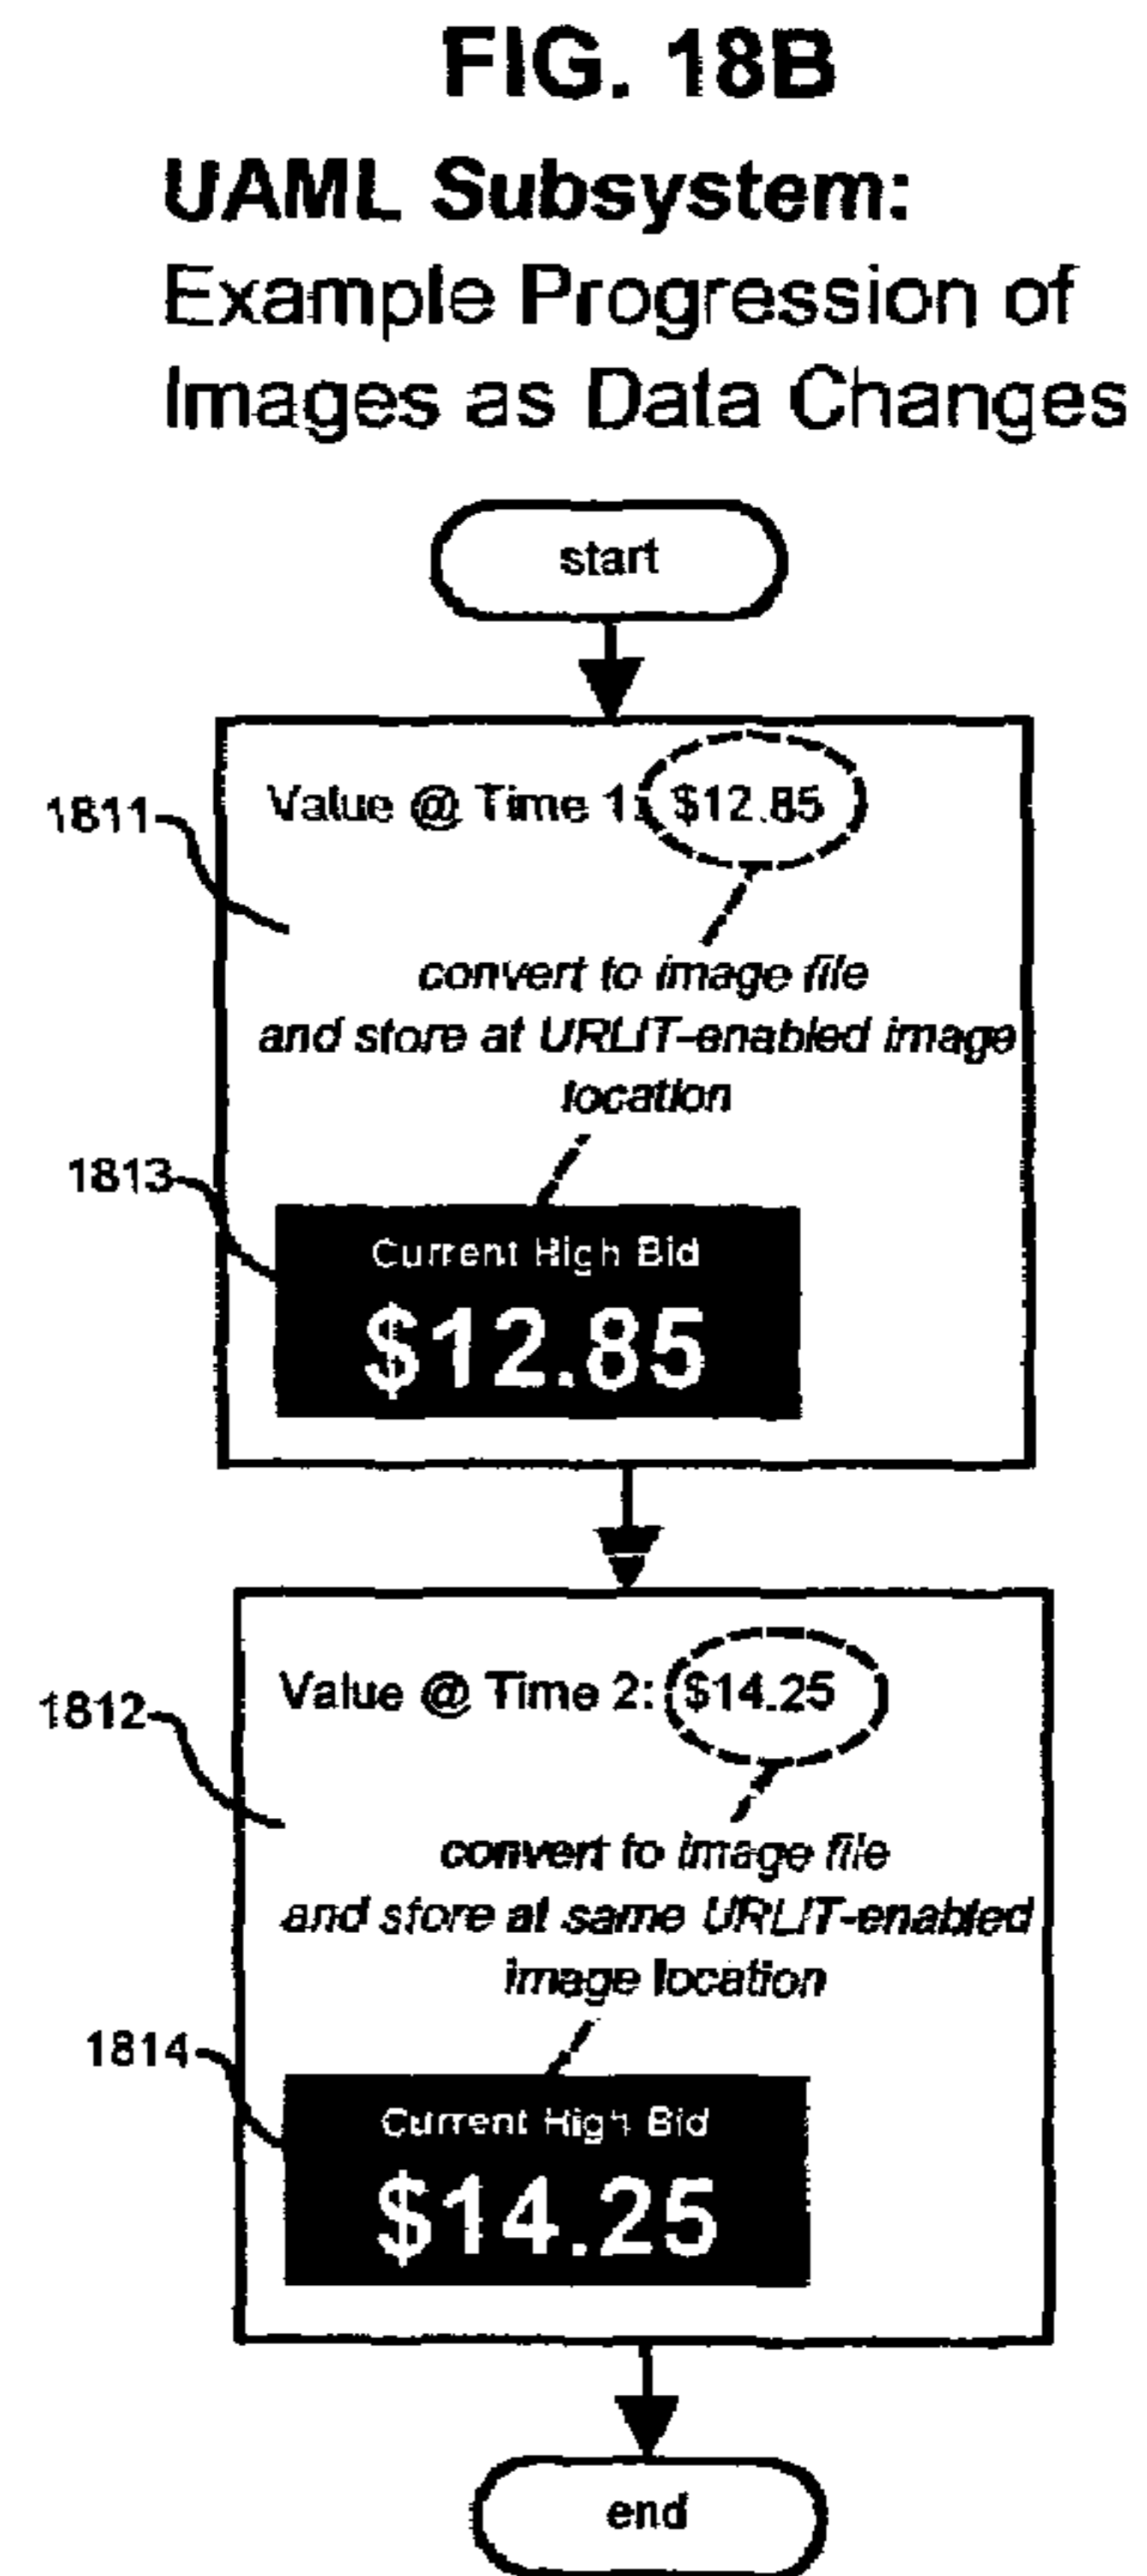 FIG. 18B
UAML Subsystem:
Example Progression of
Images as Data Changes
start
1811
Value @ Time 1: $12.85
convert to image file
and store at URLIT-enabled image
location
1813
Current High Bid
$12.85
1812
Value @ Time 2: $14.25
convert to image file
and store at same URLIT-enabled
image location
1814
Current High Bid
$14.25
end